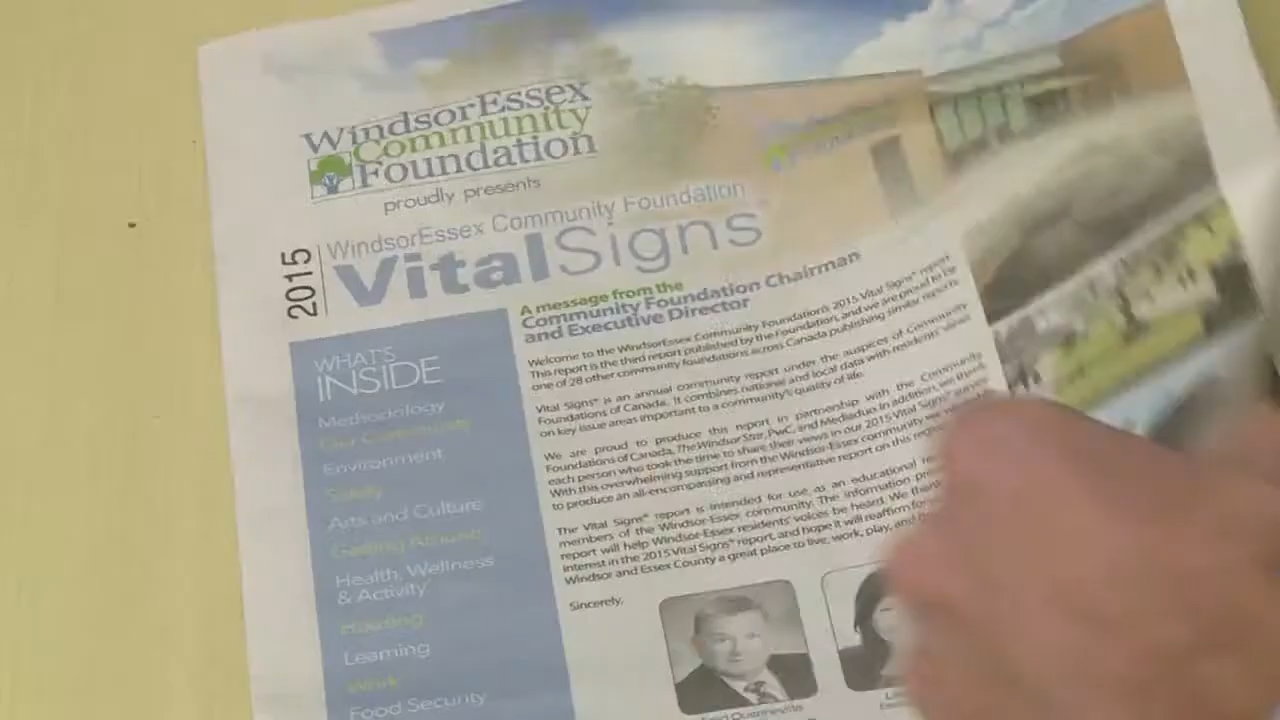 WindsorEssex
Community
Foundation
proudly presents
2015
WindsorEssex Community Foundation
VitalSigns
A message from the
Community Foundation Chairman
and Executive Director
Welcome to the WindsorEssex Community Foundation's 2015 Vital Signs® report.
This report is the third report published by the Foundation, and we are proud to be
one of 28 other community foundations across Canada publishing similar reports.
Vital Signs® is an annual community report under the auspices of Community
Foundations of Canada. It combines national and local data with residents' views
on key issue areas important to a community's quality of life.
We are proud to produce this report in partnership with the Community
Foundations of Canada, The Windsor Star, PwC, and Mediaduo. In addition, we thank
each person who took the time to share their views in our 2015 Vital Signs® survey.
With this overwhelming support from the Windsor-Essex community we
to produce an all-encompassing and representative report on this
The Vital Signs® report is intended for use as an educational
members of the Windsor-Essex community. The information
report will help Windsor-Essex residents' voices be heard. We
interest in the 2015 Vital Signs® report, and hope it will reaffirm
Windsor and Essex County a great place to live, work, play, and
Sincerely,
WHAT'S
INSIDE
Methodology
Our Community
Environment
Safety
Arts and Culture
Getting Around
Health, Wellness
& Activity
Housing
Learning
Work
Food Security